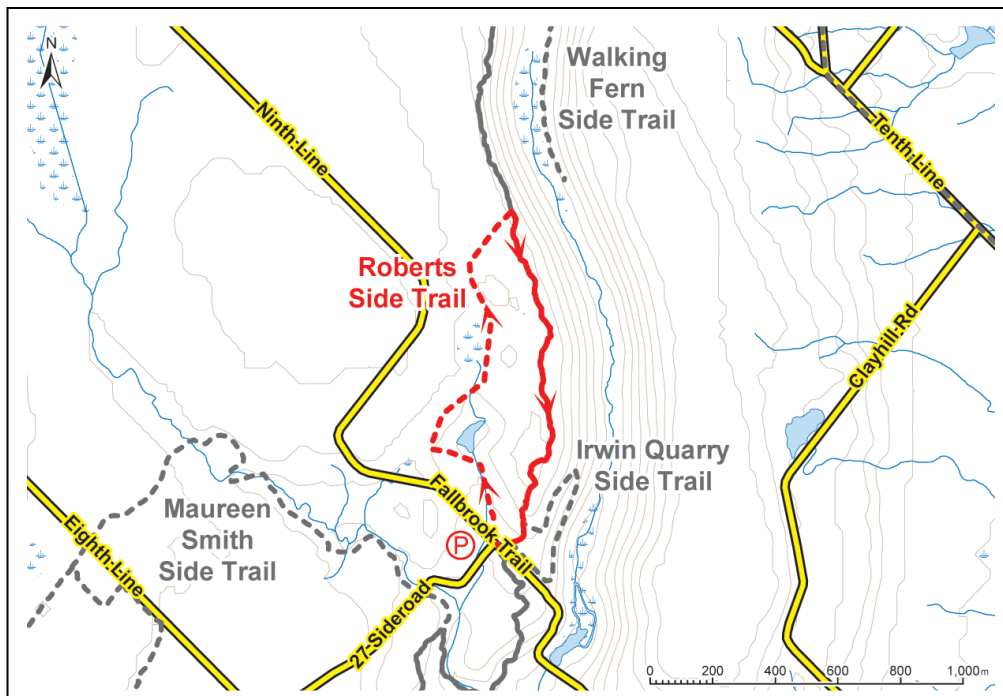 N
Walking
Fern
Side Trail
Ninth Line
Tenth Line
Roberts
Side Trail
Clayhill Rd
Irwin Quarry
Side Trail
Maureen
Smith
Side Trail
Fallbrook Trail
P
Eighth Line
27-Sideroad
0 200 400 600 800 1,000m